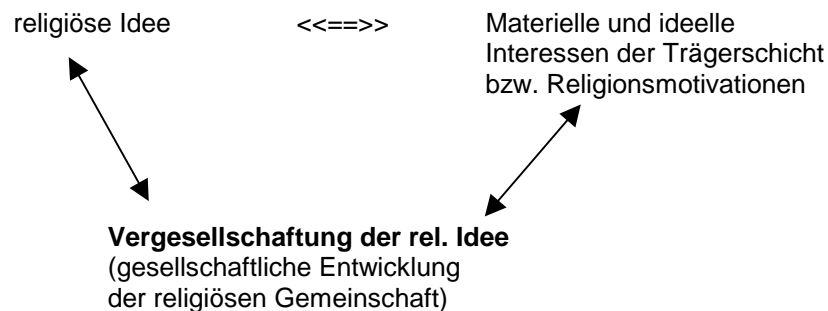 religiöse Idee <<==>> Materielle und ideelle
Interessen der Trägerschicht
bzw. Religionsmotivationen
Vergesellschaftung der rel. Idee
(gesellschaftliche Entwicklung
der religiösen Gemeinschaft)